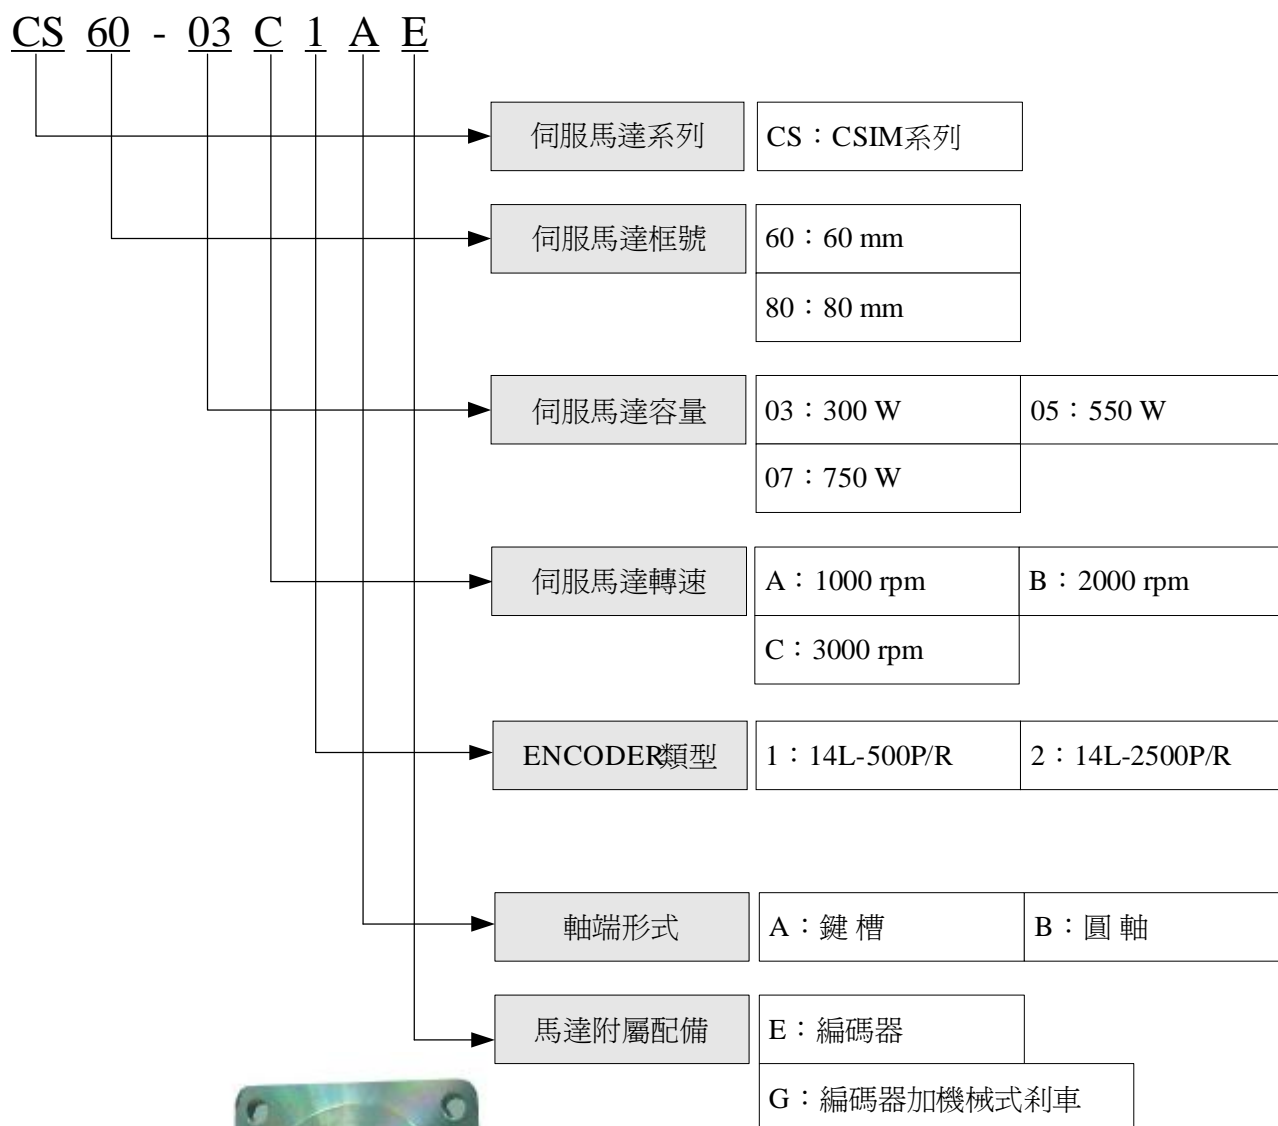 CS 60 - 03 C 1 A E
伺服馬達系列 CS：CSIM系列
伺服馬達框號 60：60 mm
80：80 mm
伺服馬達容量 03：300 W 05：550 W
07：750 W
伺服馬達轉速 A：1000 rpm B：2000 rpm
C：3000 rpm
ENCODER類型 1：14L-500P/R 2：14L-2500P/R
軸端形式 A：鍵 槽 B：圓 軸
馬達附屬配備 E：編碼器
G：編碼器加機械式剎車